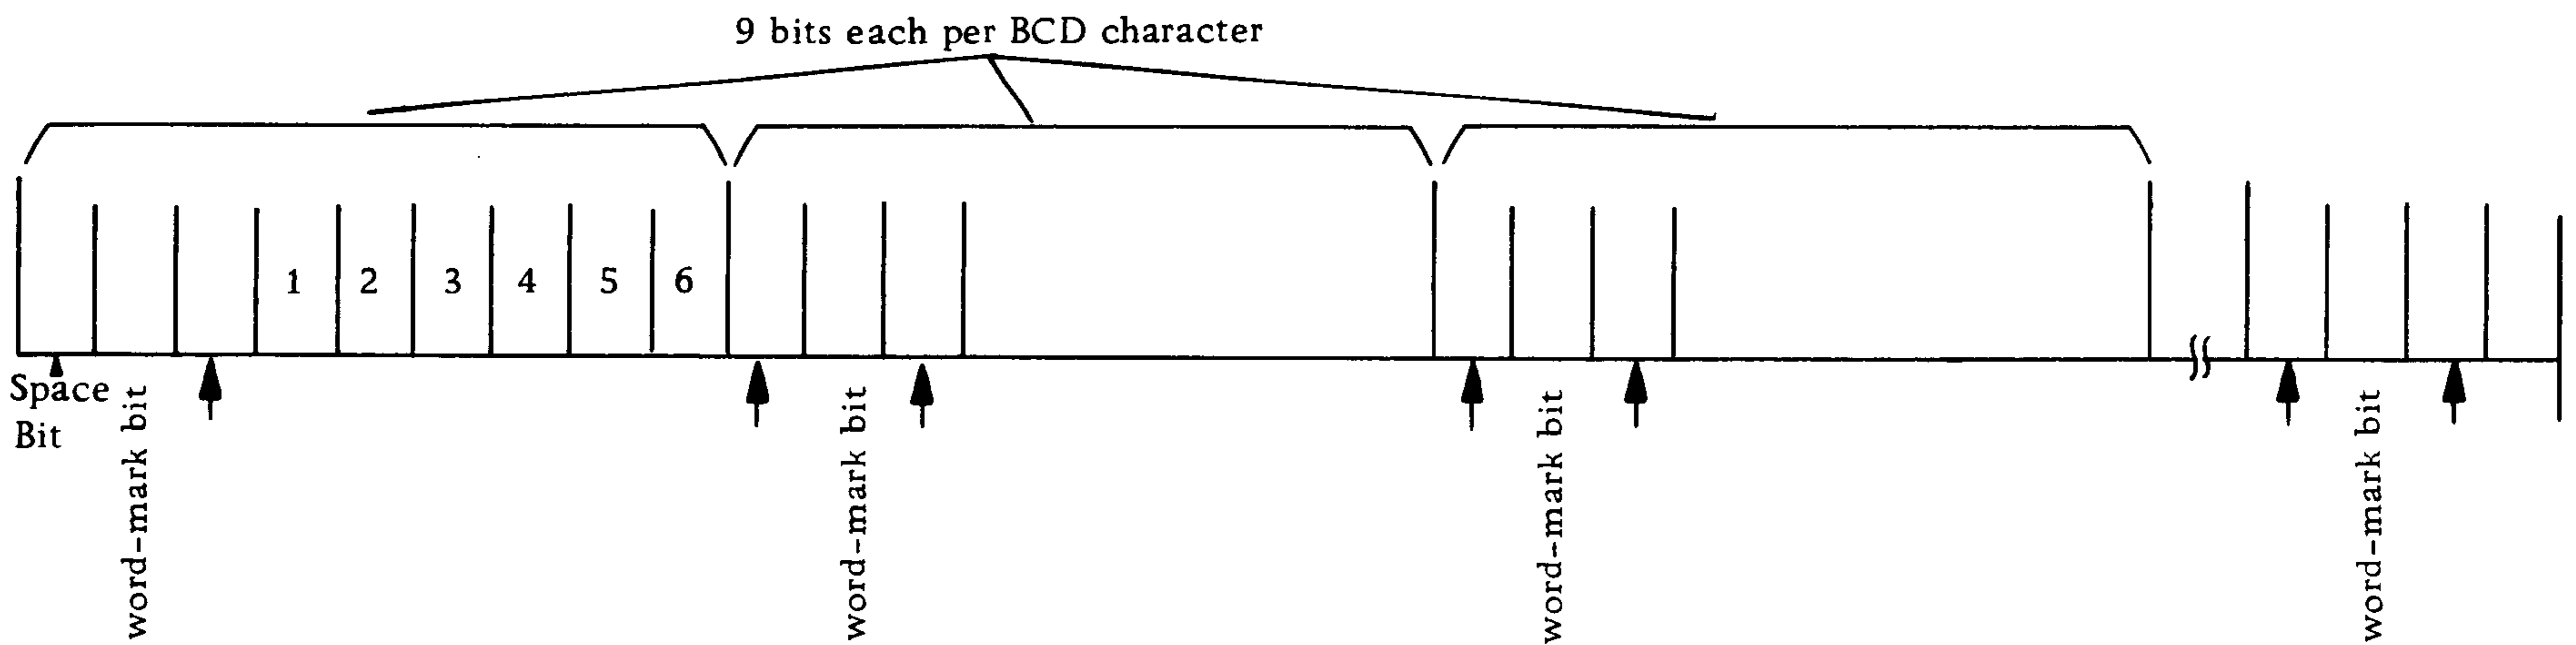 9 bits each per BCD character
1 2 3 4 5 6
Space
Bit
word-mark bit
word-mark bit
word-mark bit
word-mark bit